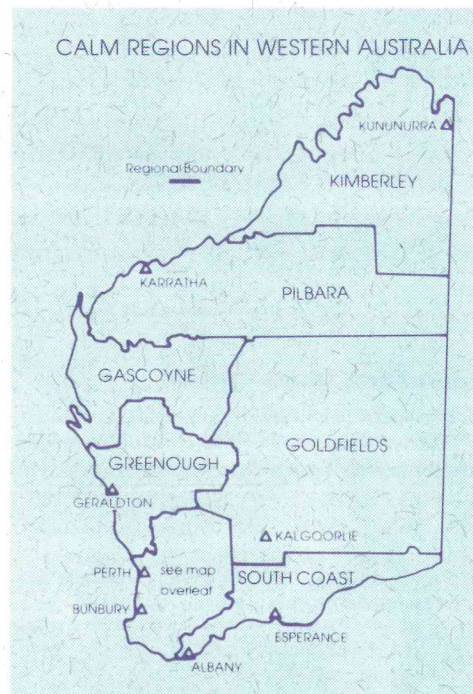 CALM REGIONS IN WESTERN AUSTRALIA
KUNUNURRA
Regional Boundary
KIMBERLEY
KARRATHA
PILBARA
GASCOYNE
GOLDFIELDS
GREENOUGH
GERALDTON
KALGOORLIE
PERTH
see map
overleaf
SOUTH COAST
BUNBURY
ESPERANCE
ALBANY